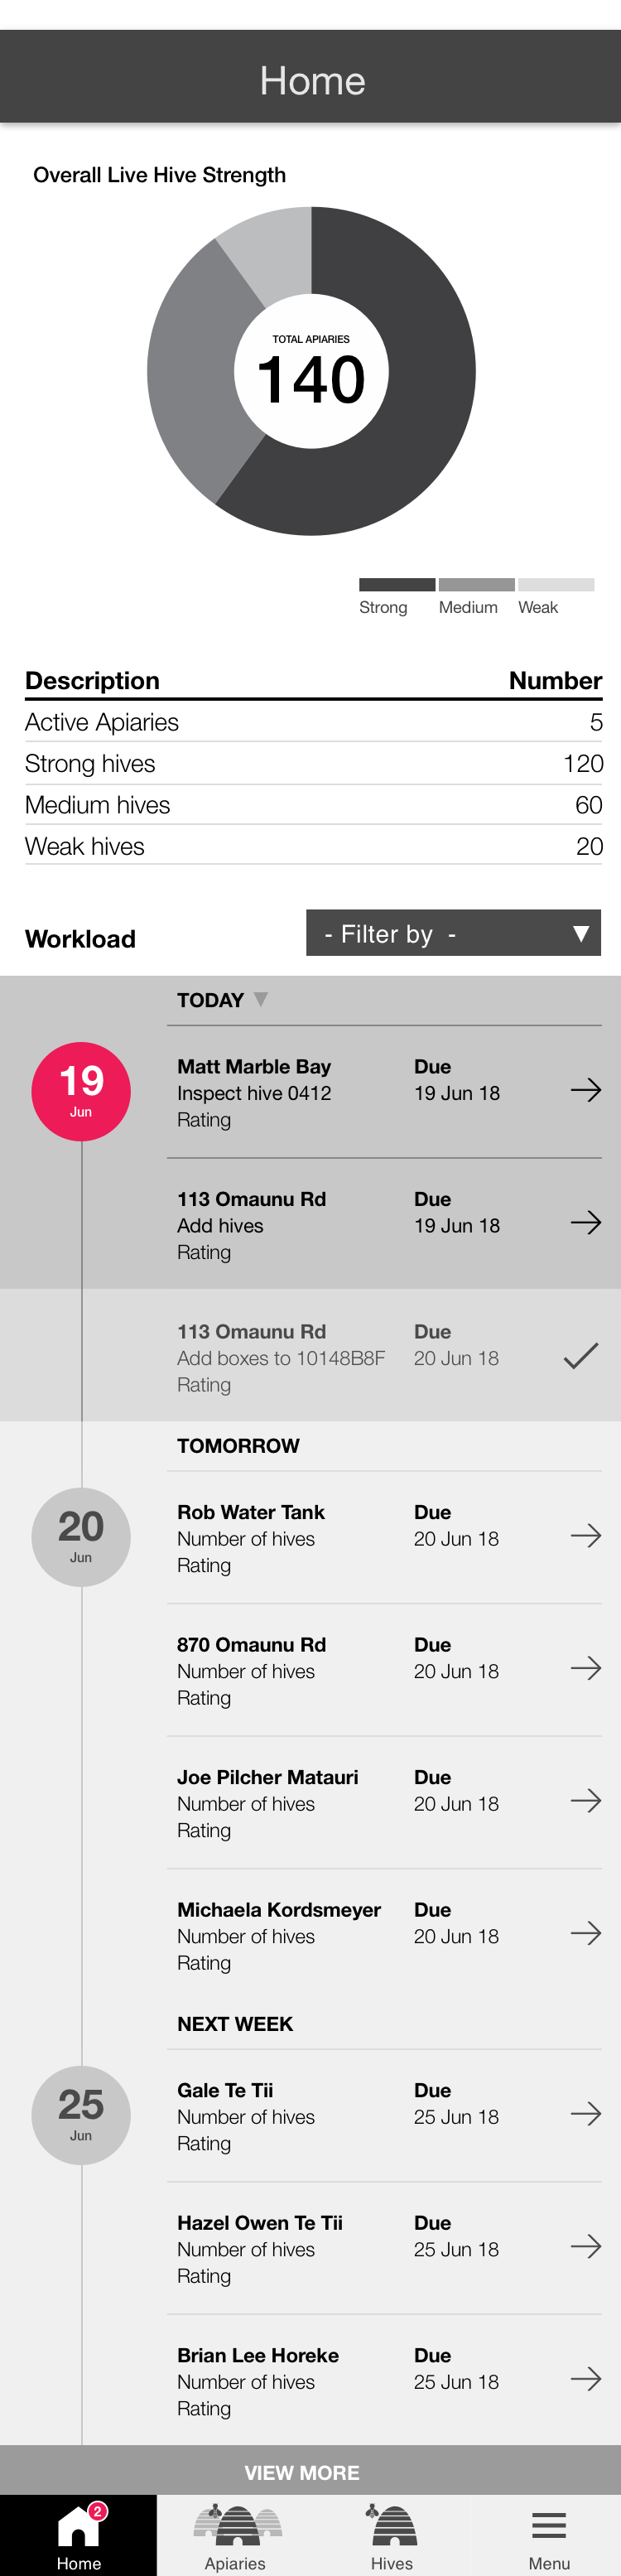 Home
Overall Live Hive Strength
TOTAL APIARIES
140
Strong Medium Weak
Description Number
Active Apiaries 5
Strong hives 120
Medium hives 60
Weak hives 20
Workload - Filter by -
TODAY
19
Jun
Matt Marble Bay Due
Inspect hive 0412 19 Jun 18
Rating
113 Omaunu Rd Due
Add hives 19 Jun 18
Rating
113 Omaunu Rd Due
Add boxes to 10148B8F 20 Jun 18
Rating
TOMORROW
20
Jun
Rob Water Tank Due
Number of hives 20 Jun 18
Rating
870 Omaunu Rd Due
Number of hives 20 Jun 18
Rating
Joe Pilcher Matauri Due
Number of hives 20 Jun 18
Rating
Michaela Kordsmeyer Due
Number of hives 20 Jun 18
Rating
NEXT WEEK
25
Jun
Gale Te Tii Due
Number of hives 25 Jun 18
Rating
Hazel Owen Te Tii Due
Number of hives 25 Jun 18
Rating
Brian Lee Horeke Due
Number of hives 25 Jun 18
Rating
VIEW MORE
2
Home Apiaries Hives Menu